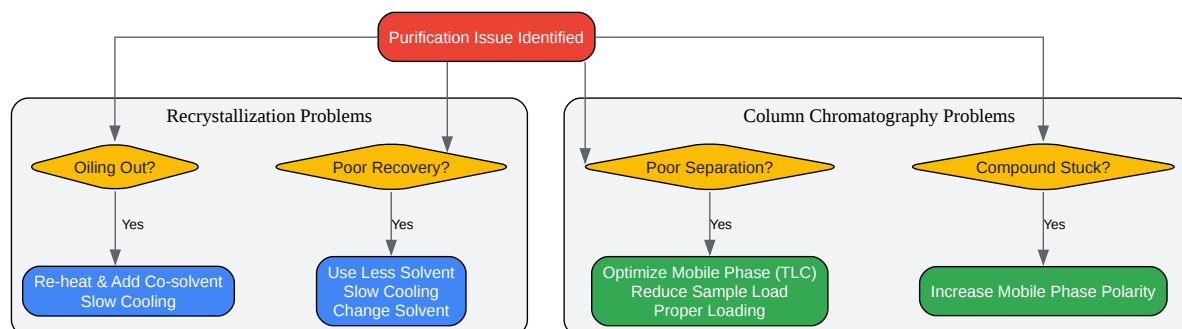 Purification Issue Identified
Recrystallization Problems
Column Chromatography Problems
Oiling Out?
Poor Recovery?
Poor Separation?
Compound Stuck?
Yes
Yes
Yes
Yes
Re-heat & Add Co-solvent
Slow Cooling
Use Less Solvent
Slow Cooling
Change Solvent
Optimize Mobile Phase (TLC)
Reduce Sample Load
Proper Loading
Increase Mobile Phase Polarity